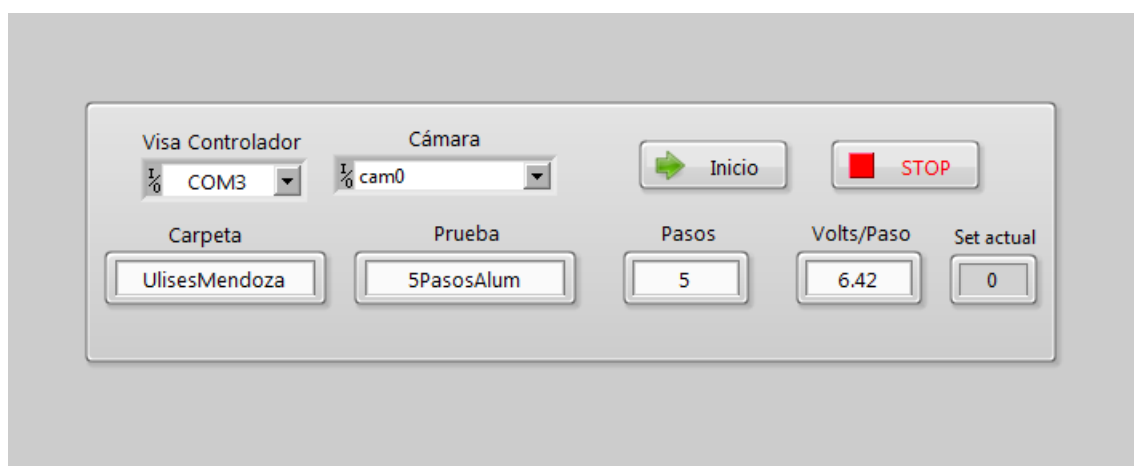 Visa Controlador
Cámara
I/O COM3
I/O cam0
Inicio
STOP
Carpeta
Prueba
Pasos
Volts/Paso
Set actual
UlisesMendoza
5PasosAlum
5
6.42
0